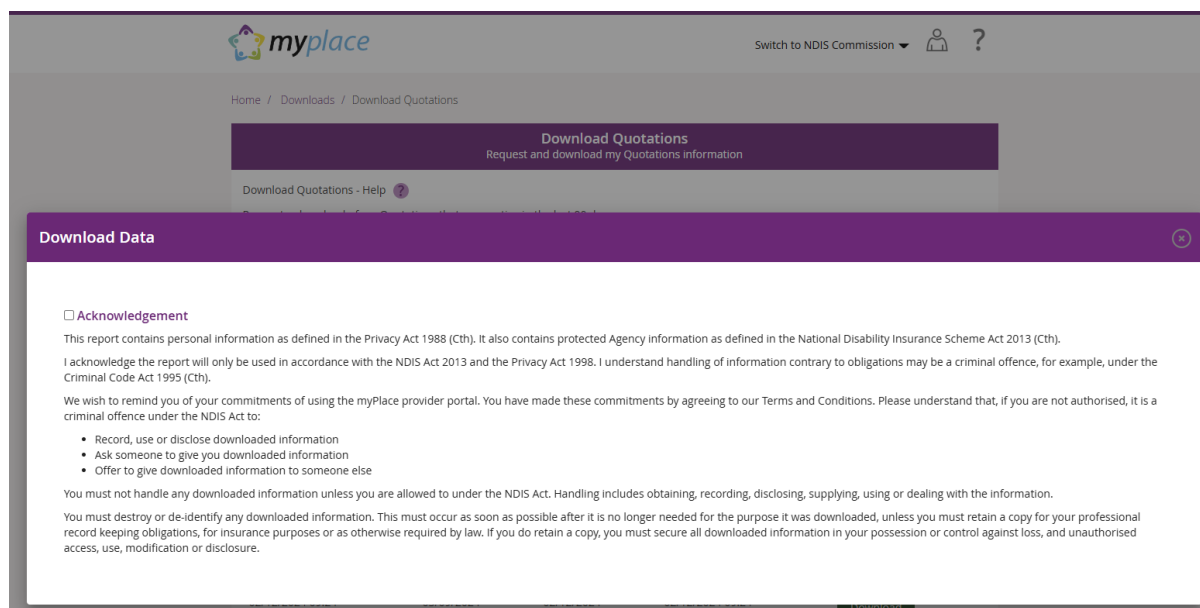 myplace
Switch to NDIS Commission
?
Home / Downloads / Download Quotations
Download Quotations
Request and download my Quotations information
Download Quotations - Help ?
Download Data
Acknowledgement
This report contains personal information as defined in the Privacy Act 1988 (Cth). It also contains protected Agency information as defined in the National Disability Insurance Scheme Act 2013 (Cth).
I acknowledge the report will only be used in accordance with the NDIS Act 2013 and the Privacy Act 1998. I understand handling of information contrary to obligations may be a criminal offence, for example, under the
Criminal Code Act 1995 (Cth).
We wish to remind you of your commitments of using the myPlace provider portal. You have made these commitments by agreeing to our Terms and Conditions. Please understand that, if you are not authorised, it is a
criminal offence under the NDIS Act to:
• Record, use or disclose downloaded information
• Ask someone to give you downloaded information
• Offer to give downloaded information to someone else
You must not handle any downloaded information unless you are allowed to under the NDIS Act. Handling includes obtaining, recording, disclosing, supplying, using or dealing with the information.
You must destroy or de-identify any downloaded information. This must occur as soon as possible after it is no longer needed for the purpose it was downloaded, unless you must retain a copy for your professional
record keeping obligations, for insurance purposes or as otherwise required by law. If you do retain a copy, you must secure all downloaded information in your possession or control against loss, and unauthorised
access, use, modification or disclosure.
Download